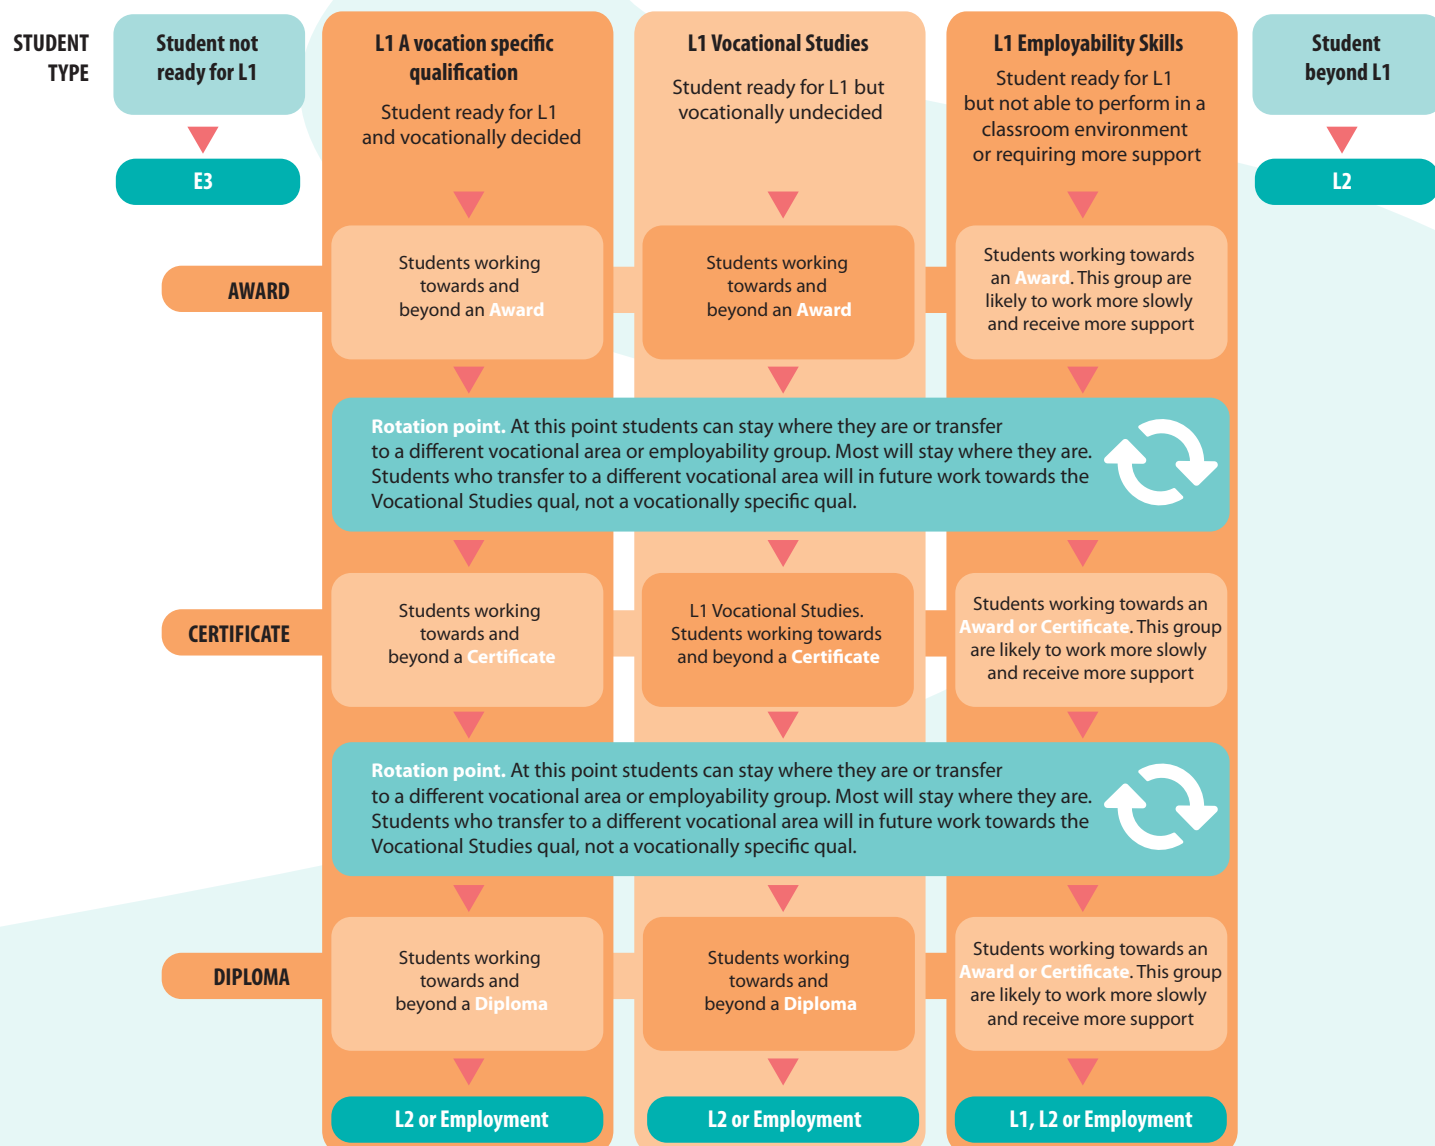 STUDENT
TYPE
Student not
ready for L1
E3
L1 A vocation specific
qualification
Student ready for L1
and vocationally decided
L1 Vocational Studies
Student ready for L1 but
vocationally undecided
L1 Employability Skills
Student ready for L1
but not able to perform in a
classroom environment
or requiring more support
Student
beyond L1
L2
AWARD
Students working
towards and
beyond an Award
Students working
towards and
beyond an Award
Students working towards
an Award. This group are
likely to work more slowly
and receive more support
Rotation point. At this point students can stay where they are or transfer
to a different vocational area or employability group. Most will stay where they are.
Students who transfer to a different vocational area will in future work towards the
Vocational Studies qual, not a vocationally specific qual.
CERTIFICATE
Students working
towards and
beyond a Certificate
L1 Vocational Studies.
Students working towards
and beyond a Certificate
Students working towards an
Award or Certificate. This group
are likely to work more slowly
and receive more support
Rotation point. At this point students can stay where they are or transfer
to a different vocational area or employability group. Most will stay where they are.
Students who transfer to a different vocational area will in future work towards the
Vocational Studies qual, not a vocationally specific qual.
DIPLOMA
Students working
towards and
beyond a Diploma
Students working
towards and
beyond a Diploma
Students working towards an
Award or Certificate. This group
are likely to work more slowly
and receive more support
L2 or Employment
L2 or Employment
L1, L2 or Employment